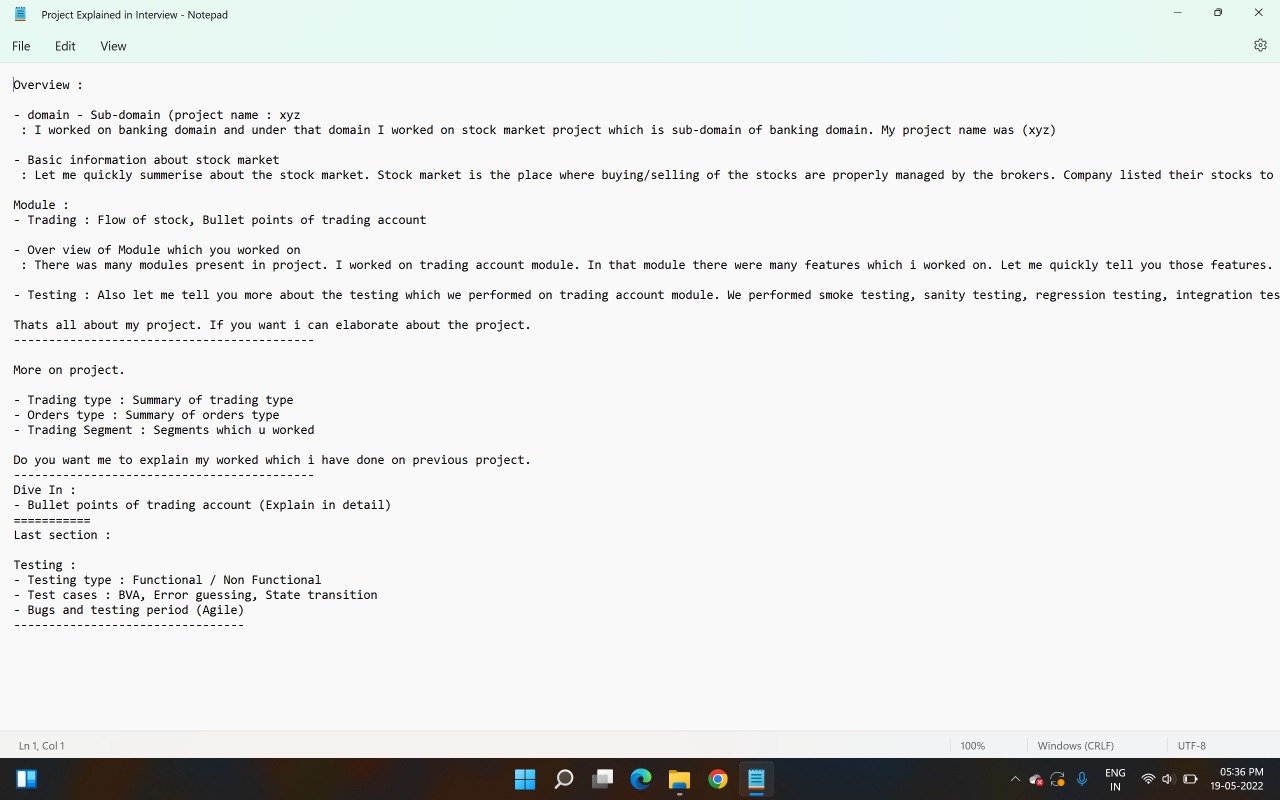 Project Explained in Interview - Notepad
File Edit View
Overview :
- domain - Sub-domain (project name : xyz
: I worked on banking domain and under that domain I worked on stock market project which is sub-domain of banking domain. My project name was (xyz)
- Basic information about stock market
: Let me quickly summerise about the stock market. Stock market is the place where buying/selling of the stocks are properly managed by the brokers. Company listed their stocks to
Module :
- Trading : Flow of stock, Bullet points of trading account
- Over view of Module which you worked on
: There was many modules present in project. I worked on trading account module. In that module there were many features which i worked on. Let me quickly tell you those features.
- Testing : Also let me tell you more about the testing which we performed on trading account module. We performed smoke testing, sanity testing, regression testing, integration tes
Thats all about my project. If you want i can elaborate about the project.
-------------------------------------------
More on project.
- Trading type : Summary of trading type
- Orders type : Summary of orders type
- Trading Segment : Segments which u worked
Do you want me to explain my worked which i have done on previous project.
-------------------------------------------
Dive In :
- Bullet points of trading account (Explain in detail)
===========
Last section :
Testing :
- Testing type : Functional / Non Functional
- Test cases : BVA, Error guessing, State transition
- Bugs and testing period (Agile)
---------------------------------
Ln 1, Col 1 100% Windows (CRLF) UTF-8
ENG 05:36 PM
IN 19-05-2022